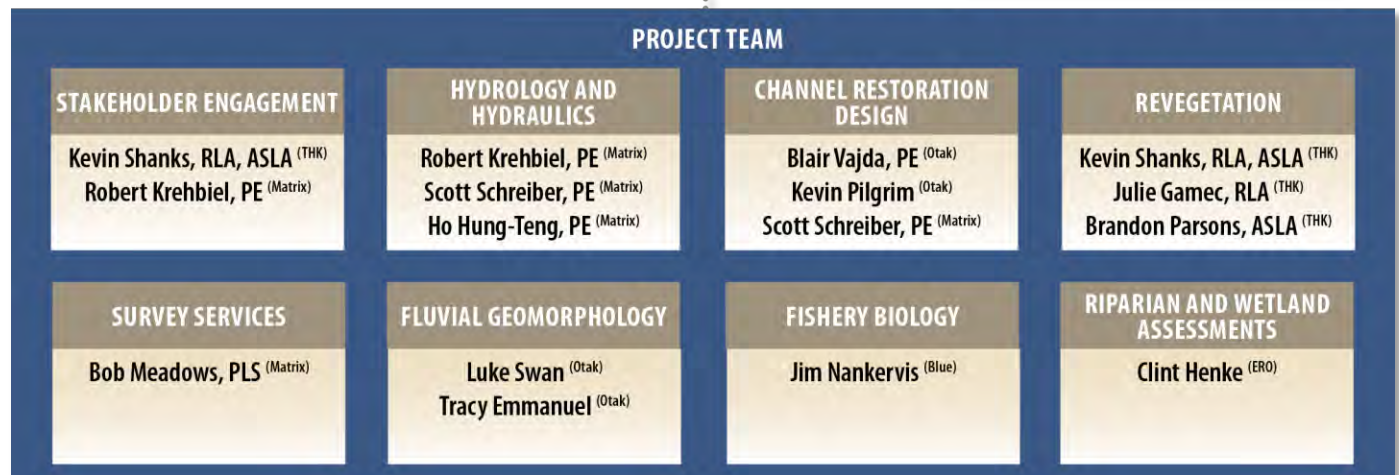 PROJECT TEAM
STAKEHOLDER ENGAGEMENT
Kevin Shanks, RLA, ASLA (THK)
Robert Krehbiel, PE (Matrix)
HYDROLOGY AND
HYDRAULICS
Robert Krehbiel, PE (Matrix)
Scott Schreiber, PE (Matrix)
Ho Hung-Teng, PE (Matrix)
CHANNEL RESTORATION
DESIGN
Blair Vajda, PE (Otak)
Kevin Pilgrim (Otak)
Scott Schreiber, PE (Matrix)
REVEGETATION
Kevin Shanks, RLA, ASLA (THK)
Julie Gamec, RLA (THK)
Brandon Parsons, ASLA (THK)
SURVEY SERVICES
Bob Meadows, PLS (Matrix)
FLUVIAL GEOMORPHOLOGY
Luke Swan (Otak)
Tracy Emmanuel (Otak)
FISHERY BIOLOGY
Jim Nankervis (Blue)
RIPARIAN AND WETLAND
ASSESSMENTS
Clint Henke (ERO)